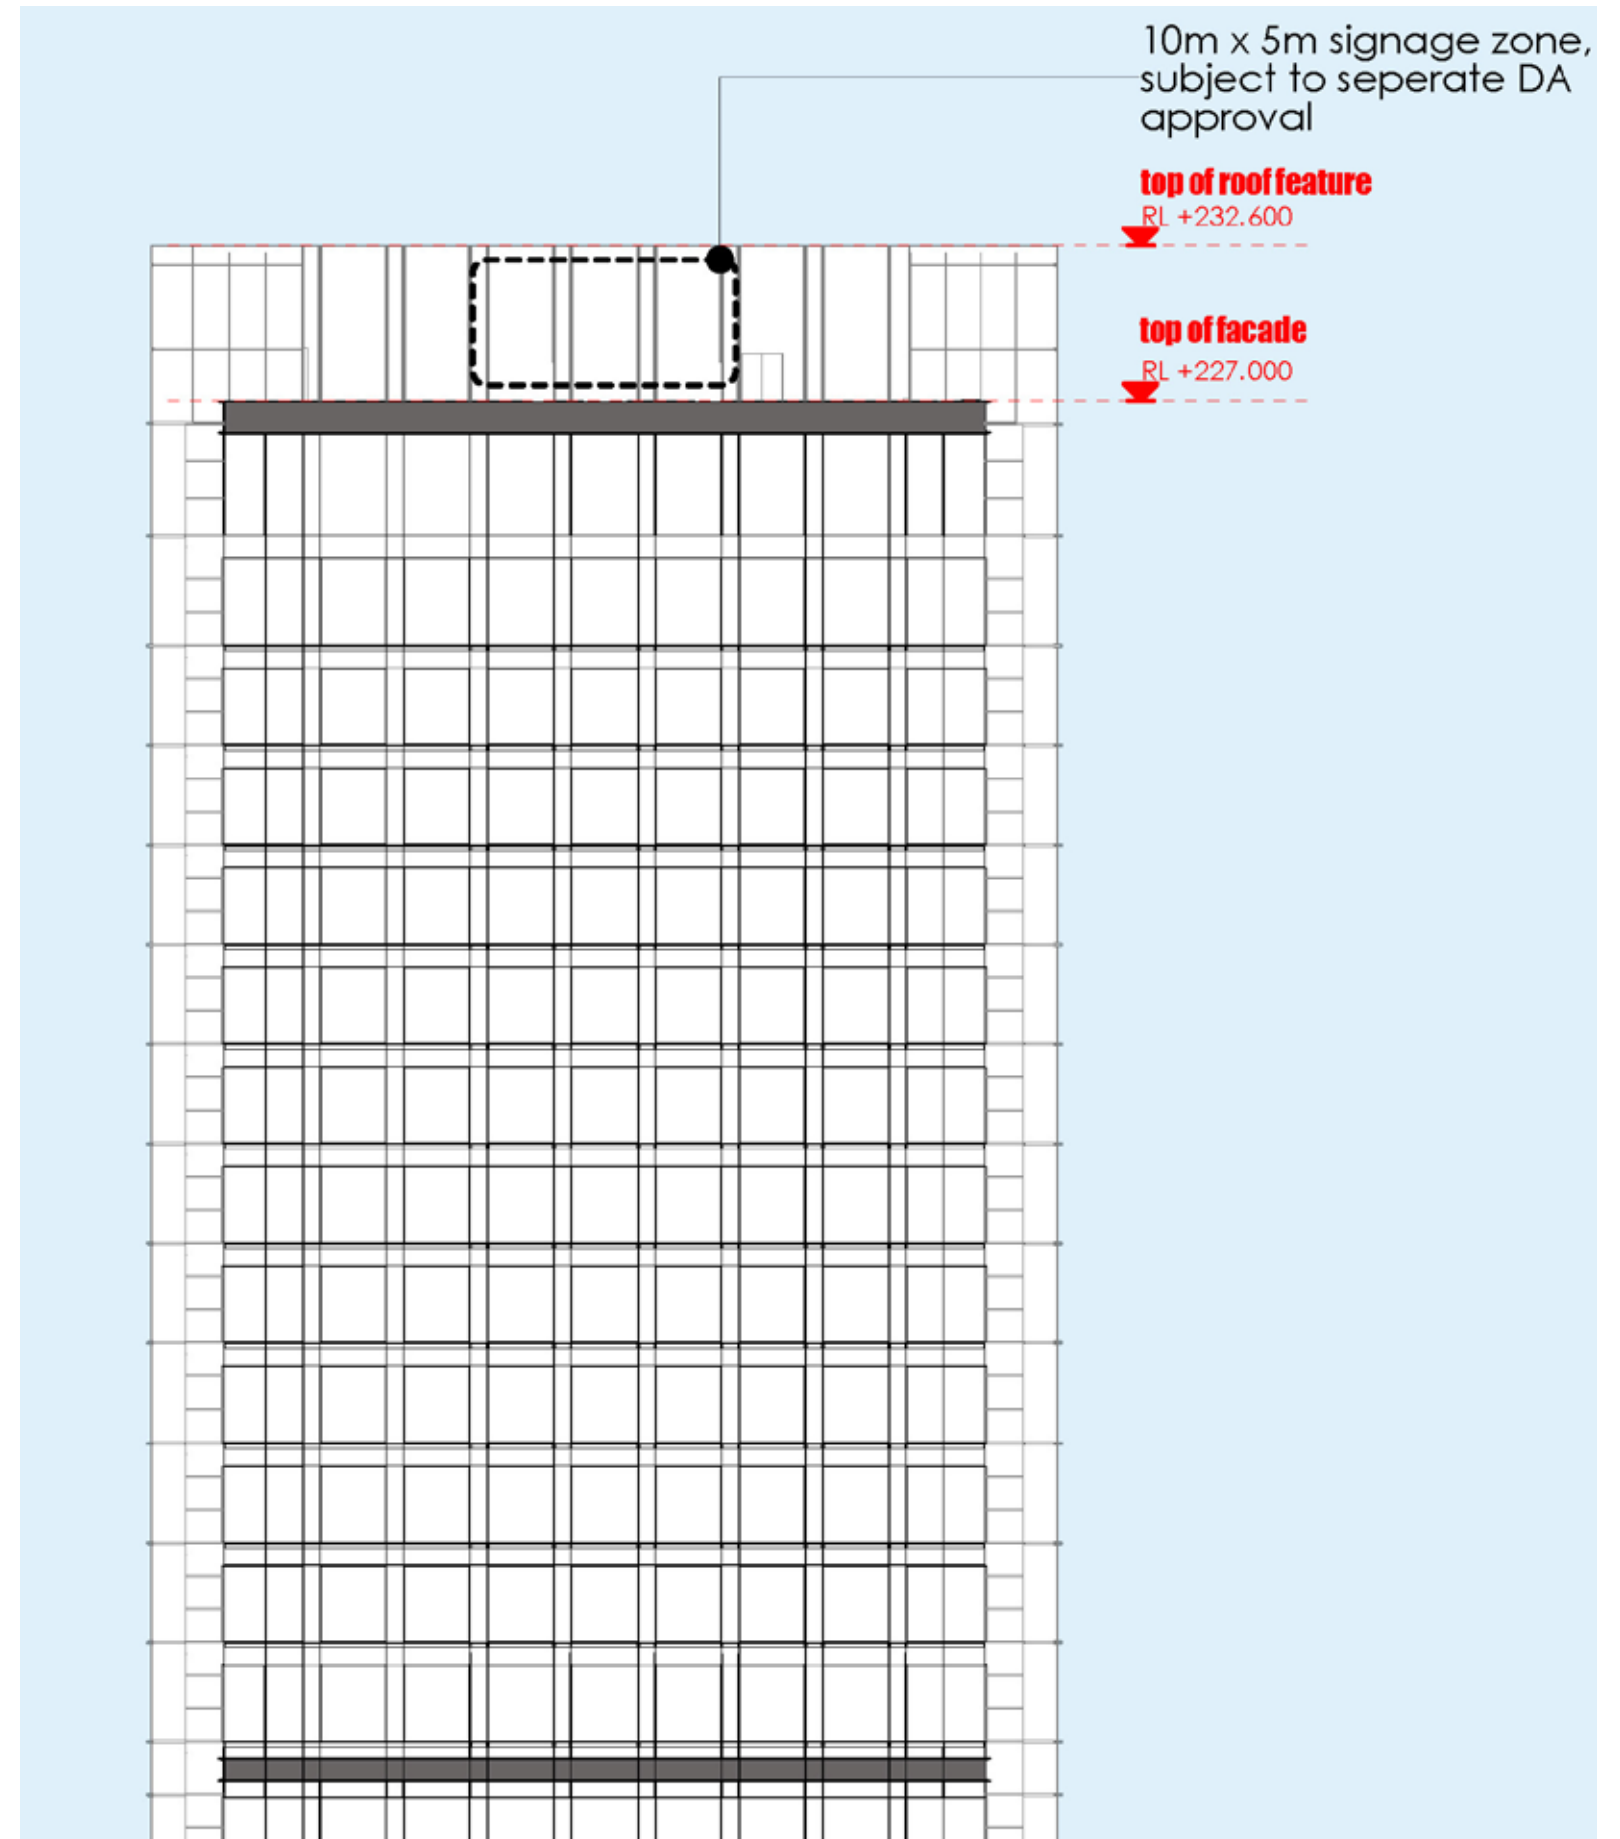 10m x 5m signage zone,
subject to seperate DA
approval
top of roof feature
RL +232.600
top of facade
RL +227.000